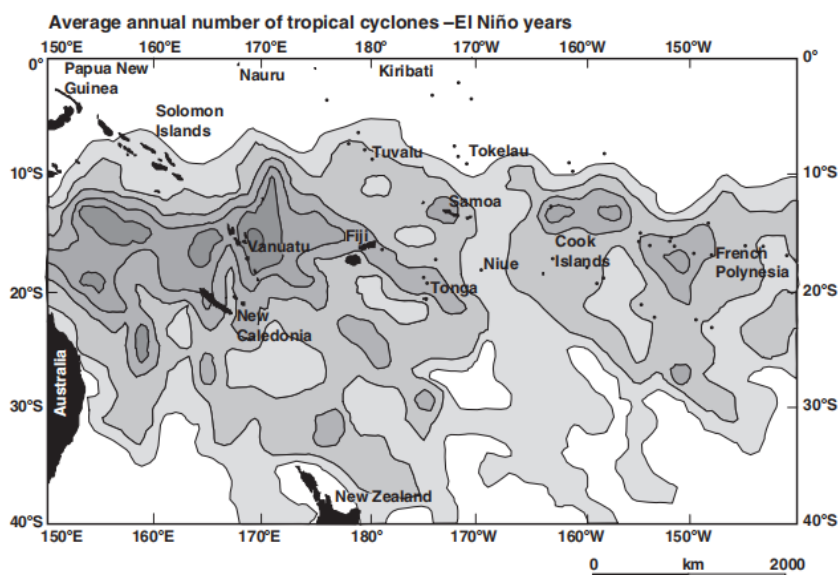 Average annual number of tropical cyclones –El Niño years
150°E 160°E 170°E 180° 170°W 160°W 150°W
0° 0°
Papua New
Guinea
Nauru
Kiribati
Solomon
Islands
Tuvalu
Tokelau
10°S 10°S
Samoa
Vanuatu
Fiji
Cook
Islands
French
Polynesia
Niue
20°S 20°S
Tonga
New
Caledonia
Australia
30°S 30°S
New Zealand
40°S 40°S
150°E 160°E 170°E 180° 170°W 160°W 150°W
0 km 2000